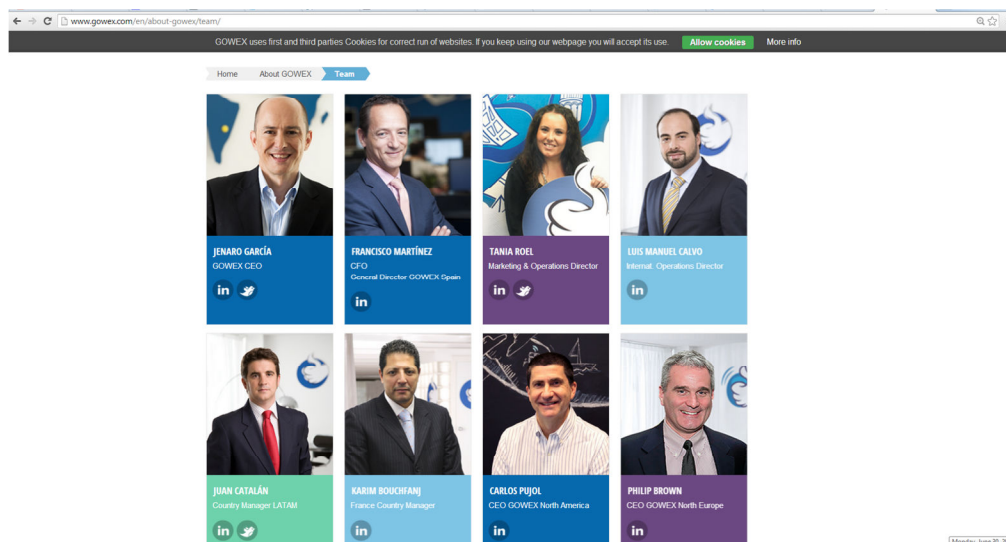 www.gowex.com/en/about-gowex/team/
GOWEX uses first and third parties Cookies for correct run of websites. If you keep using our webpage you will accept its use. Allow cookies More info
Home About GOWEX Team
JENARO GARCÍA
GOWEX CEO
in
FRANCISCO MARTÍNEZ
CFO
General Director GOWEX Spain
in
TANIA ROEL
Marketing & Operations Director
in
LUIS MANUEL CALVO
Internat. Operations Director
in
JUAN CATALÁN
Country Manager LATAM
in
KARIM BOUCHFANJ
France Country Manager
in
CARLOS PUJOL
CEO GOWEX North America
in
PHILIP BROWN
CEO GOWEX North Europe
in
Monday, June 30,